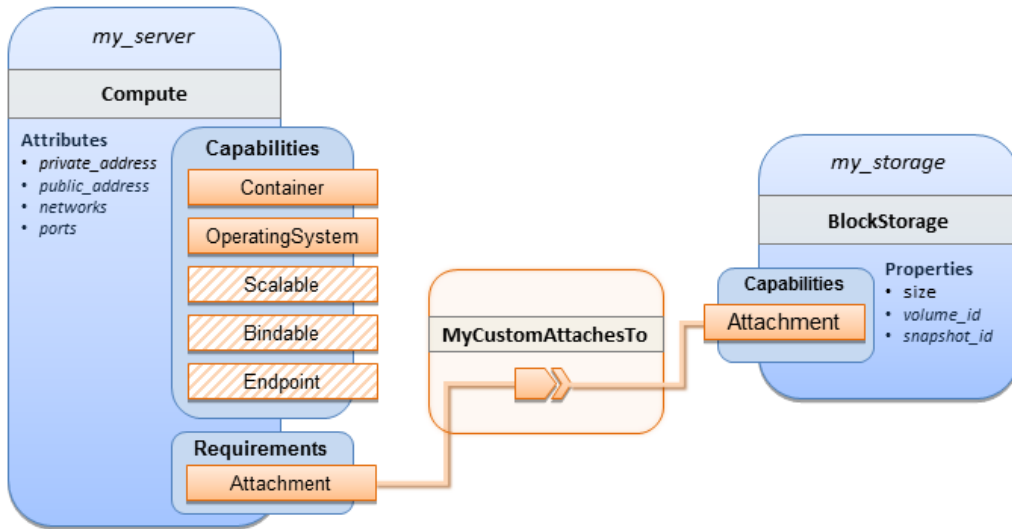 my_server
Compute
Attributes
• private_address
• public_address
• networks
• ports
Capabilities
Container
OperatingSystem
Scalable
Bindable
Endpoint
Requirements
Attachment
MyCustomAttachesTo
my_storage
BlockStorage
Capabilities
Attachment
Properties
• size
• volume_id
• snapshot_id